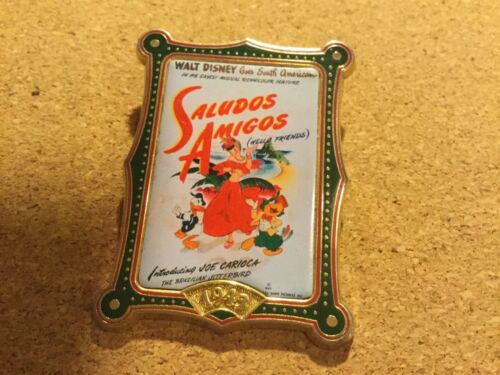 WALT DISNEY Goes South American
IN HIS GAYEST MUSICAL TECHNICOLOR FEATURE
SALUDOS
AMIGOS
(HELLO FRIENDS)
Introducing JOE CARIOCA
THE BRAZILIAN JITTERBIRD
1943